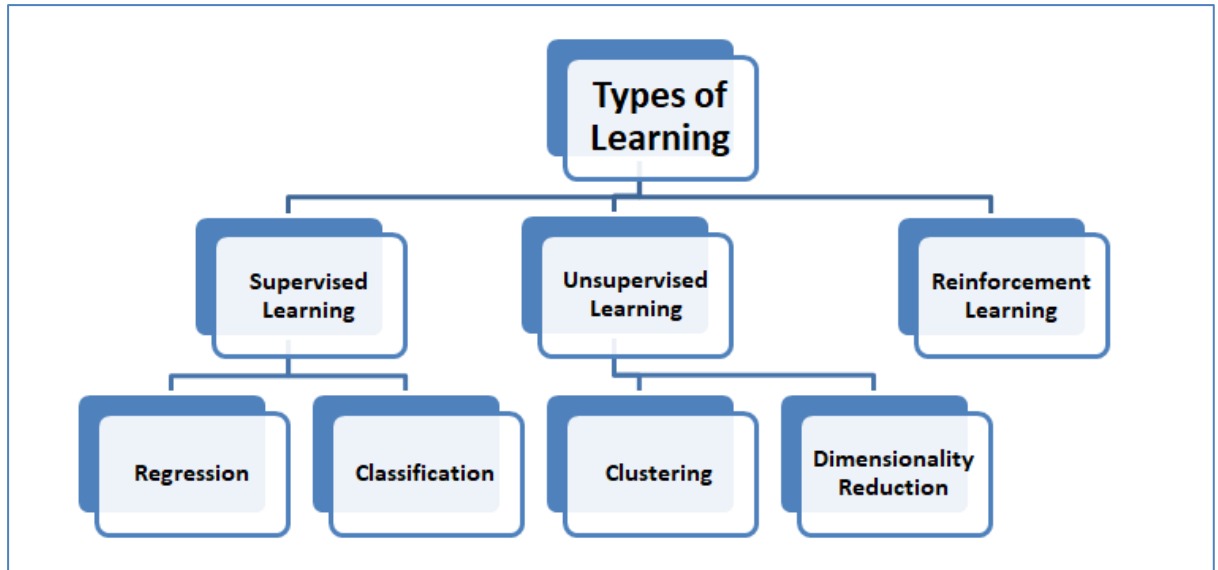 Types of
Learning
Supervised
Learning
Unsupervised
Learning
Reinforcement
Learning
Regression
Classification
Clustering
Dimensionality
Reduction